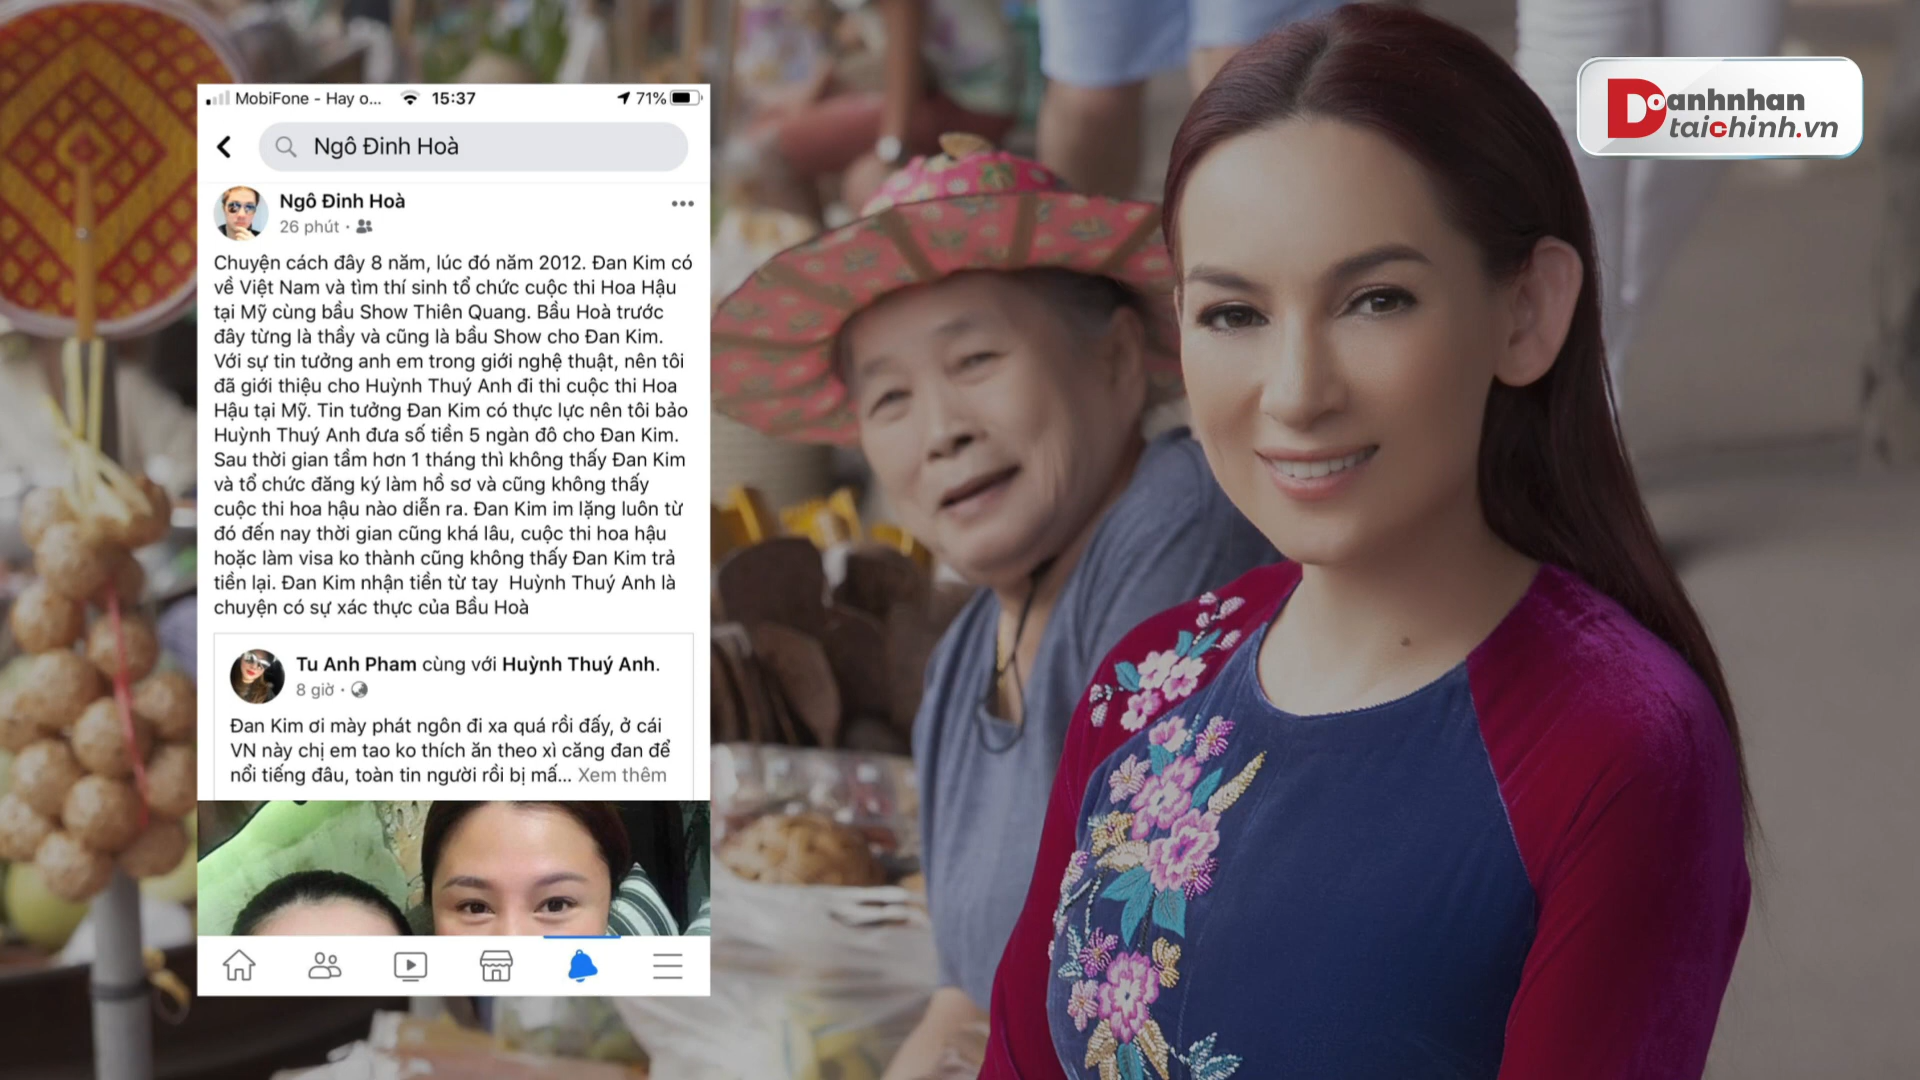 MobiFone - Hay o... 15:37 71%
Ngô Đình Hoà
Ngô Đình Hoà
26 phút ·
Chuyện cách đây 8 năm, lúc đó năm 2012. Đan Kim có
về Việt Nam và tìm thí sinh tổ chức cuộc thi Hoa Hậu
tại Mỹ cùng bầu Show Thiên Quang. Bầu Hoà trước
đây từng là thầy và cũng là bầu Show cho Đan Kim.
Với sự tin tưởng anh em trong giới nghệ thuật, nên tôi
đã giới thiệu cho Huỳnh Thuý Anh đi thi cuộc thi Hoa
Hậu tại Mỹ. Tin tưởng Đan Kim có thực lực nên tôi bảo
Huỳnh Thuý Anh đưa số tiền 5 ngàn đô cho Đan Kim.
Sau thời gian tầm hơn 1 tháng thì không thấy Đan Kim
và tổ chức đăng ký làm hồ sơ và cũng không thấy
cuộc thi hoa hậu nào diễn ra. Đan Kim im lặng luôn từ
đó đến nay thời gian cũng khá lâu, cuộc thi hoa hậu
hoặc làm visa ko thành cũng không thấy Đan Kim trả
tiền lại. Đan Kim nhận tiền từ tay  Huỳnh Thuý Anh là
chuyện có sự xác thực của Bầu Hoà
Tu Anh Pham cùng với Huỳnh Thuý Anh.
8 giờ ·
Đan Kim ơi mày phát ngôn đi xa quá rồi đấy, ở cái
VN này chị em tao ko thích ăn theo xì căng đan để
nổi tiếng đâu, toàn tin người rồi bị mấ... Xem thêm
Doanhnhan
taichinh.vn